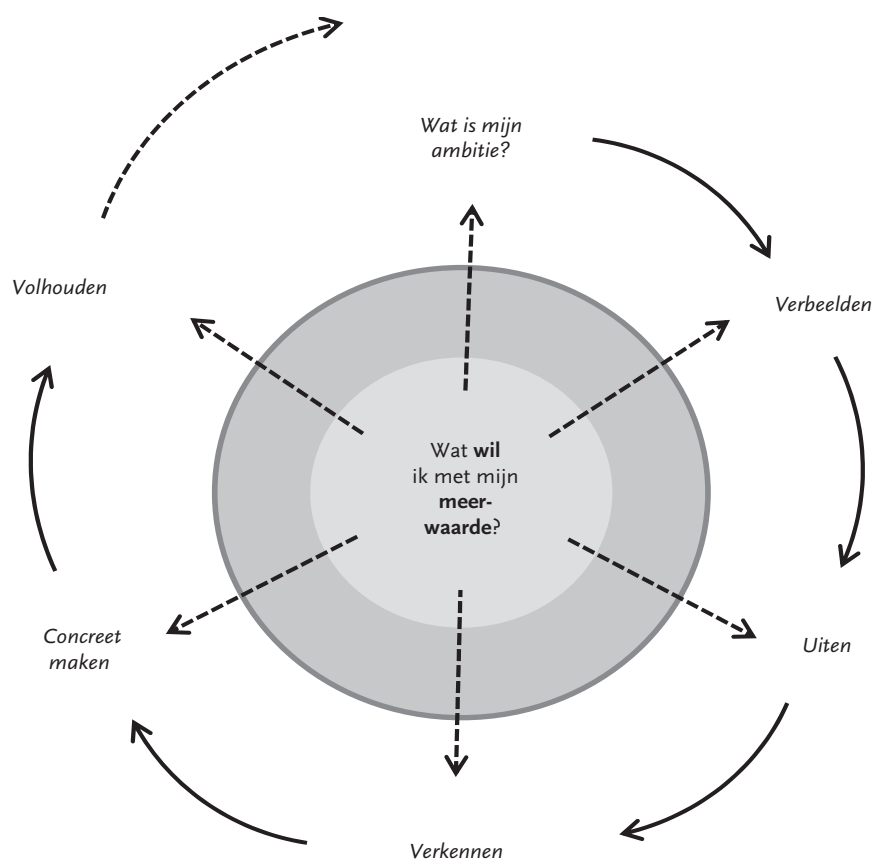 Wat is mijn
ambitie?
Volhouden
Verbeelden
Wat wil
ik met mijn
meer-
waarde?
Concreet
maken
Uiten
Verkennen